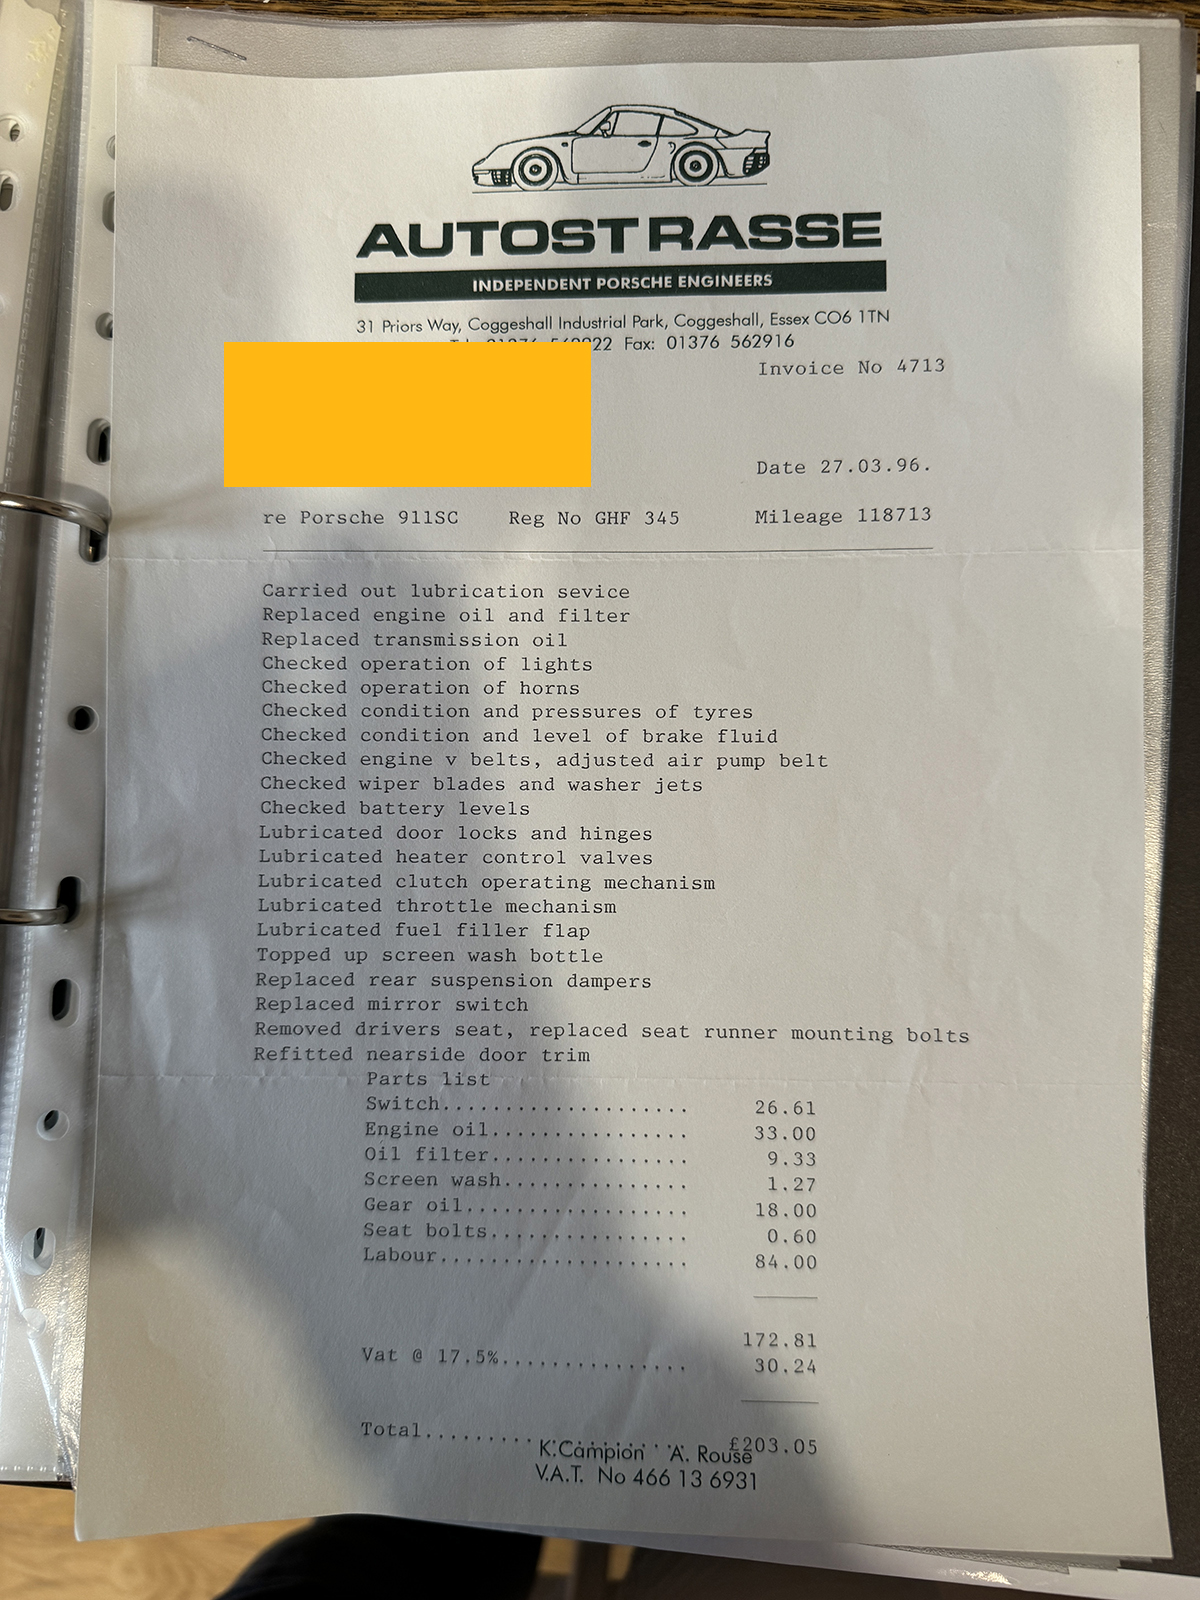 AUTOSTRASSE
INDEPENDENT PORSCHE ENGINEERS
31 Priors Way, Coggeshall Industrial Park, Coggeshall, Essex CO6 1TN
22 Fax: 01376 562916
Invoice No 4713
Date 27.03.96.
re Porsche 911SC Reg No GHF 345 Mileage 118713
Carried out lubrication sevice
Replaced engine oil and filter
Replaced transmission oil
Checked operation of lights
Checked operation of horns
Checked condition and pressures of tyres
Checked condition and level of brake fluid
Checked engine v belts, adjusted air pump belt
Checked wiper blades and washer jets
Checked battery levels
Lubricated door locks and hinges
Lubricated heater control valves
Lubricated clutch operating mechanism
Lubricated throttle mechanism
Lubricated fuel filler flap
Topped up screen wash bottle
Replaced rear suspension dampers
Replaced mirror switch
Removed drivers seat, replaced seat runner mounting bolts
Refitted nearside door trim
Parts list
Switch.................... 26.61
Engine oil................ 33.00
Oil filter................ 9.33
Screen wash............... 1.27
Gear oil.................. 18.00
Seat bolts................ 0.60
Labour.................... 84.00
172.81
Vat @ 17.5%............... 30.24
Total..................... £203.05
K.Campion A. Rouse
V.A.T. No 466 13 6931